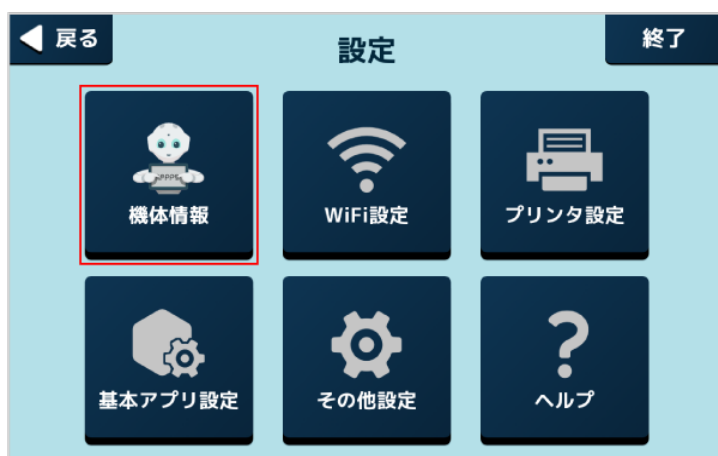 戻る
設定
終了
機体情報
WiFi設定
プリンタ設定
基本アプリ設定
その他設定
ヘルプ